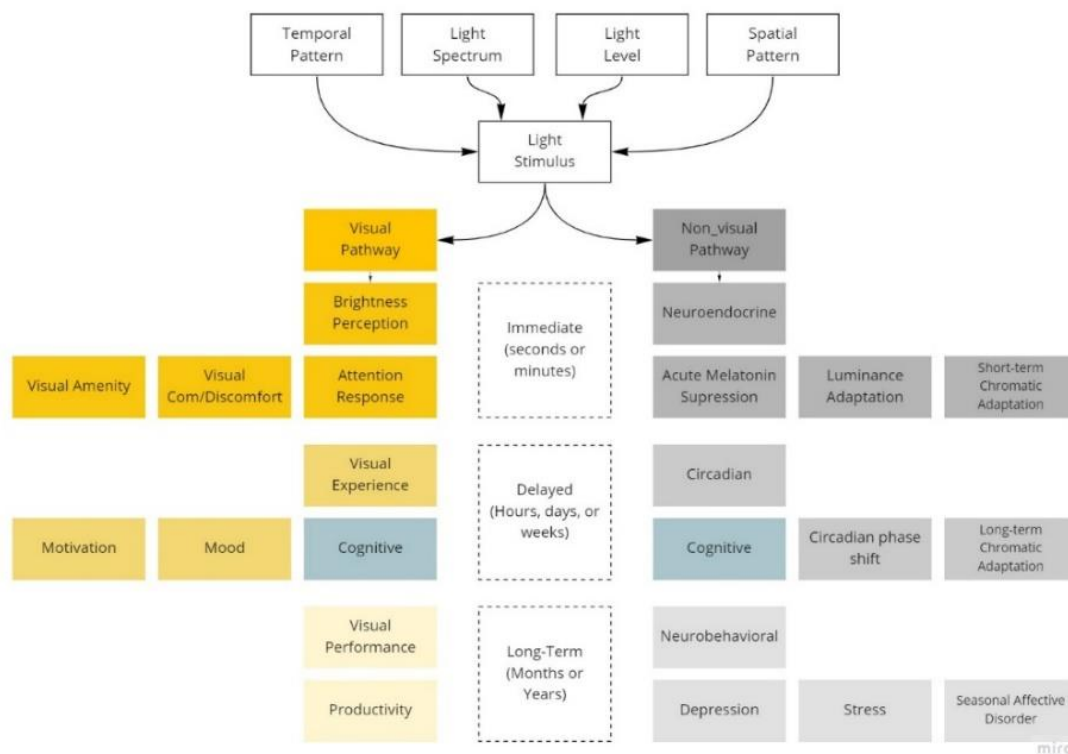 Temporal
Pattern
Light
Spectrum
Light
Level
Spatial
Pattern
Light
Stimulus
Visual
Pathway
Non_visual
Pathway
Brightness
Perception
Immediate
(seconds or
minutes)
Neuroendocrine
Visual Amenity
Visual
Com/Discomfort
Attention
Response
Acute Melatonin
Supression
Luminance
Adaptation
Short-term
Chromatic
Adaptation
Visual
Experience
Delayed
(Hours, days, or
weeks)
Circadian
Motivation
Mood
Cognitive
Cognitive
Circadian phase
shift
Long-term
Chromatic
Adaptation
Visual
Performance
Long-Term
(Months or
Years)
Neurobehavioral
Productivity
Depression
Stress
Seasonal Affective
Disorder
miro